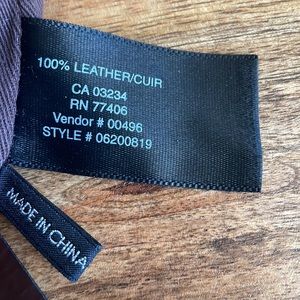 100% LEATHER/CUIR
CA 03234
RN 77406
Vendor # 00496
STYLE # 06200819
MADE IN CHINA